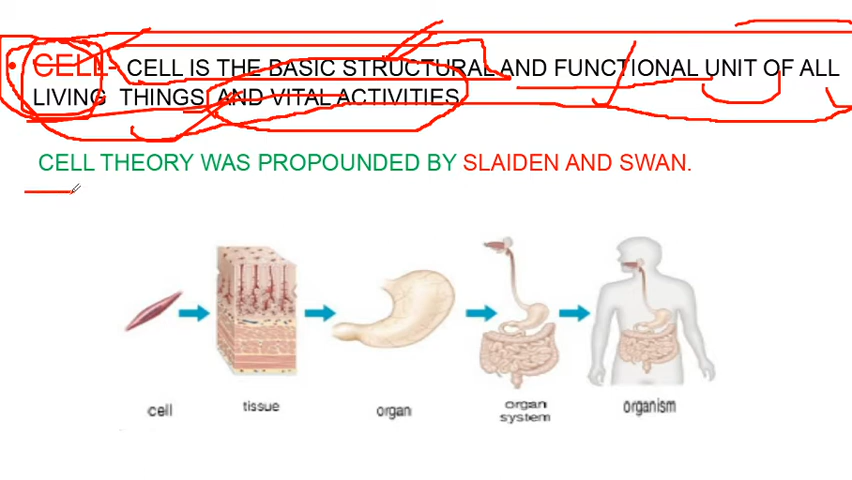 • CELL- CELL IS THE BASIC STRUCTURAL AND FUNCTIONAL UNIT OF ALL
LIVING THINGS AND VITAL ACTIVITIES
CELL THEORY WAS PROPOUNDED BY SLAIDEN AND SWAN.
cell
tissue
organ
organ
system
organism